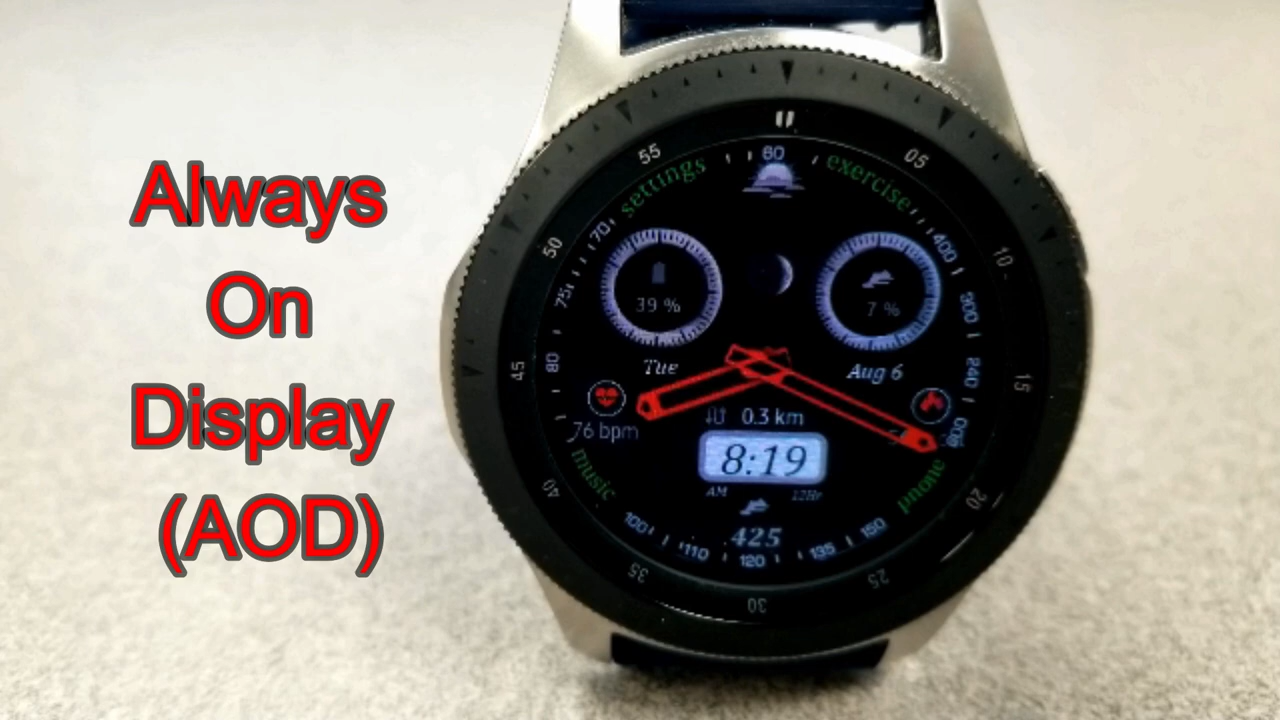 Always
On
Display
(AOD)
60
55
05
50
10
45
15
40
20
35
25
30
settings
exercise
70
400
75
300
80
240
39 %
7 %
Tue
Aug 6
76 bpm
0.3 km
8:19
AM
12Hr
music
phone
425
100
110
120
135
150